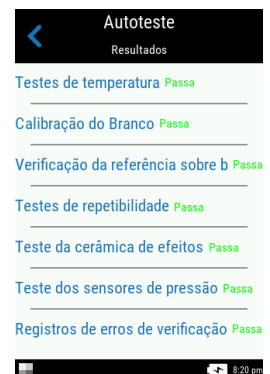 Autoteste
Resultados
Testes de temperatura Passa
Calibração do Branco Passa
Verificação da referência sobre b Passa
Testes de repetibilidade Passa
Teste da cerâmica de efeitos Passa
Teste dos sensores de pressão Passa
Registros de erros de verificação Passa
8:20 pm